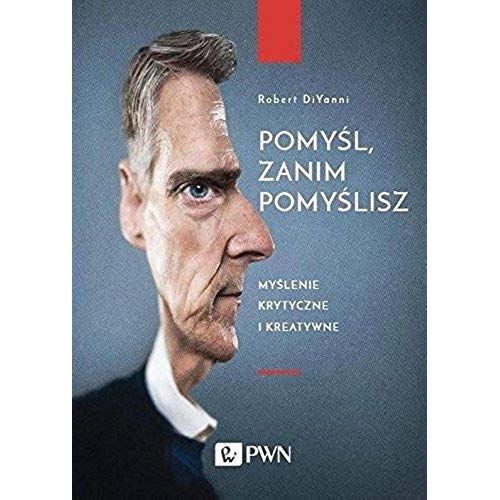 Robert DiYanni
POMYŚL,
ZANIM
POMYŚLISZ
MYŚLENIE
KRYTYCZNE
I KREATYWNE
PWN